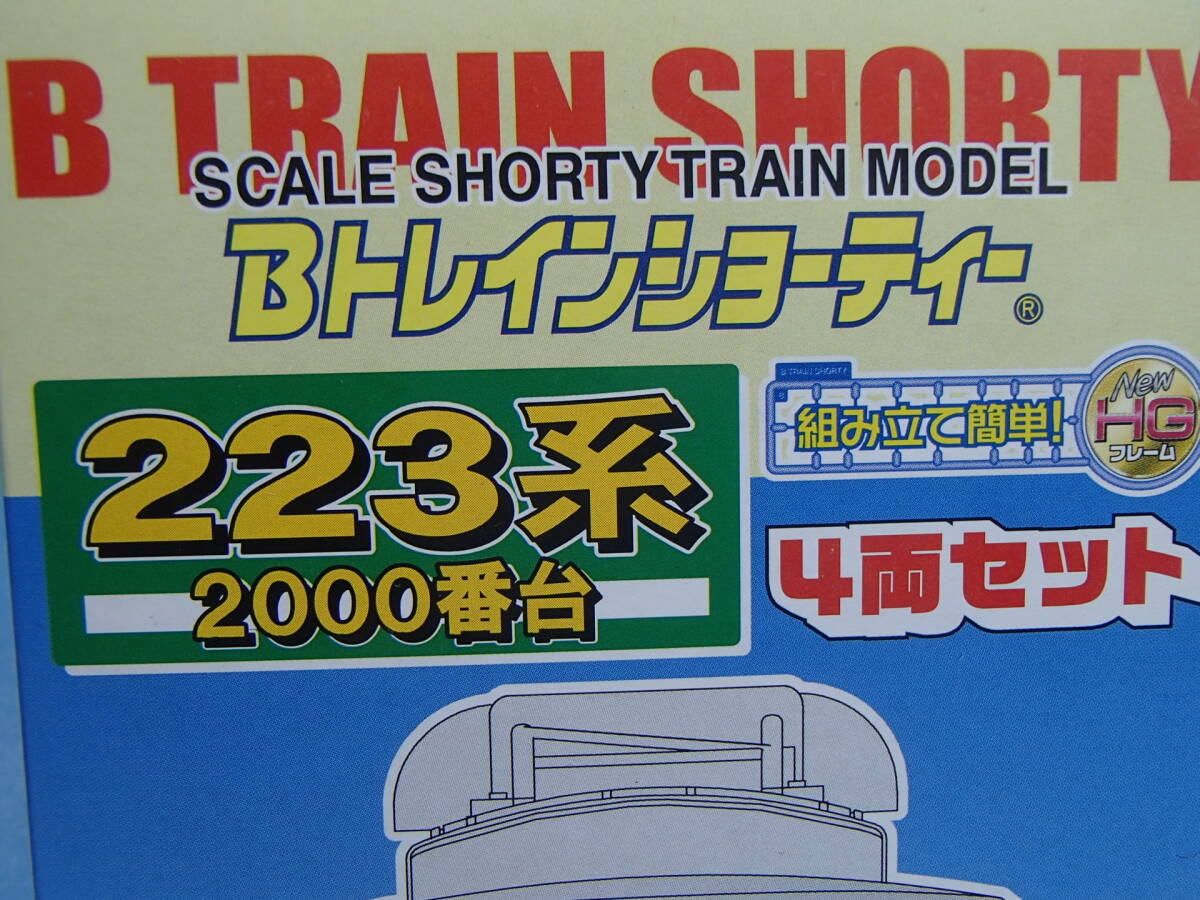 B TRAIN SHORTY
SCALE SHORTY TRAIN MODEL
Bトレインショーティー®
223系
2000番台
B TRAIN SHORTY
組み立て簡単!
New
HG
フレーム
4両セット